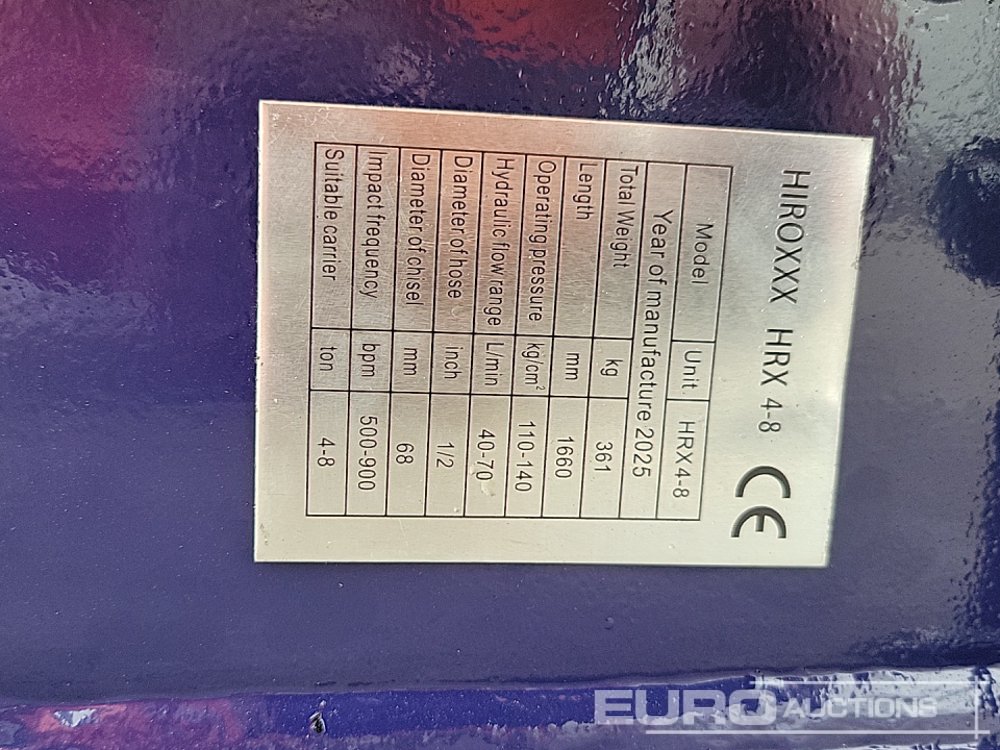 HIROXXX HRX 4-8 CE
Model Unit. HRX4-8
Year of manufacture 2025
Total Weight kg 361
Length mm 1660
Operating pressure kg/cm² 110-140
Hydraulic flow range L/min 40-70
Diameter of hose inch 1/2
Diameter of chisel mm 68
Impact frequency bpm 500-900
Suitable carrier ton 4-8
EURO AUCTIONS